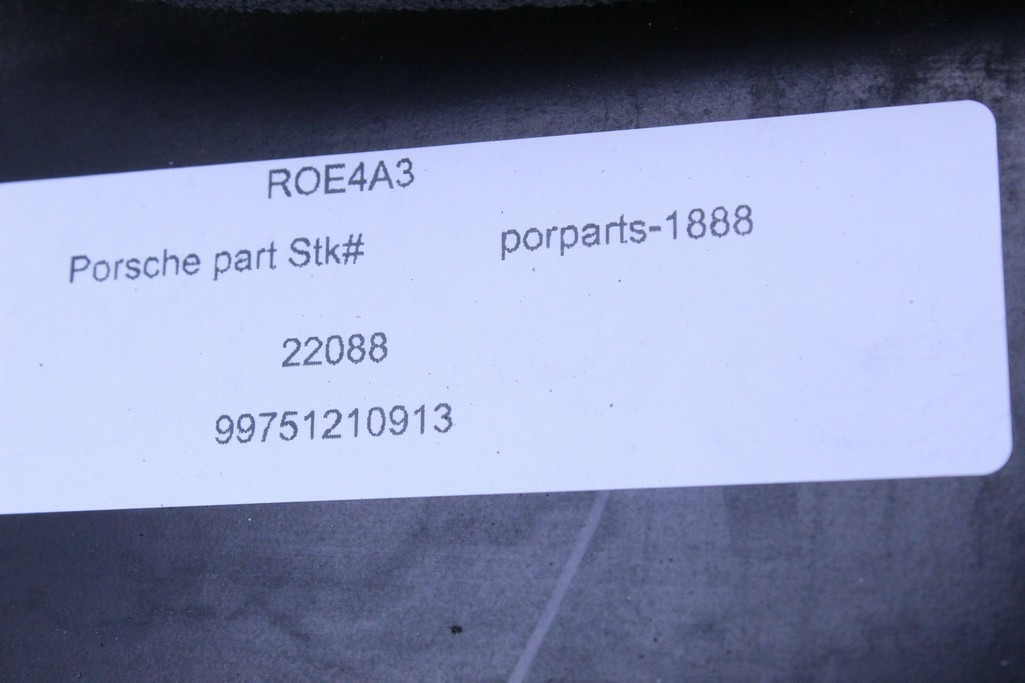 ROE4A3
Porsche part Stk# porparts-1888
22088
99751210913